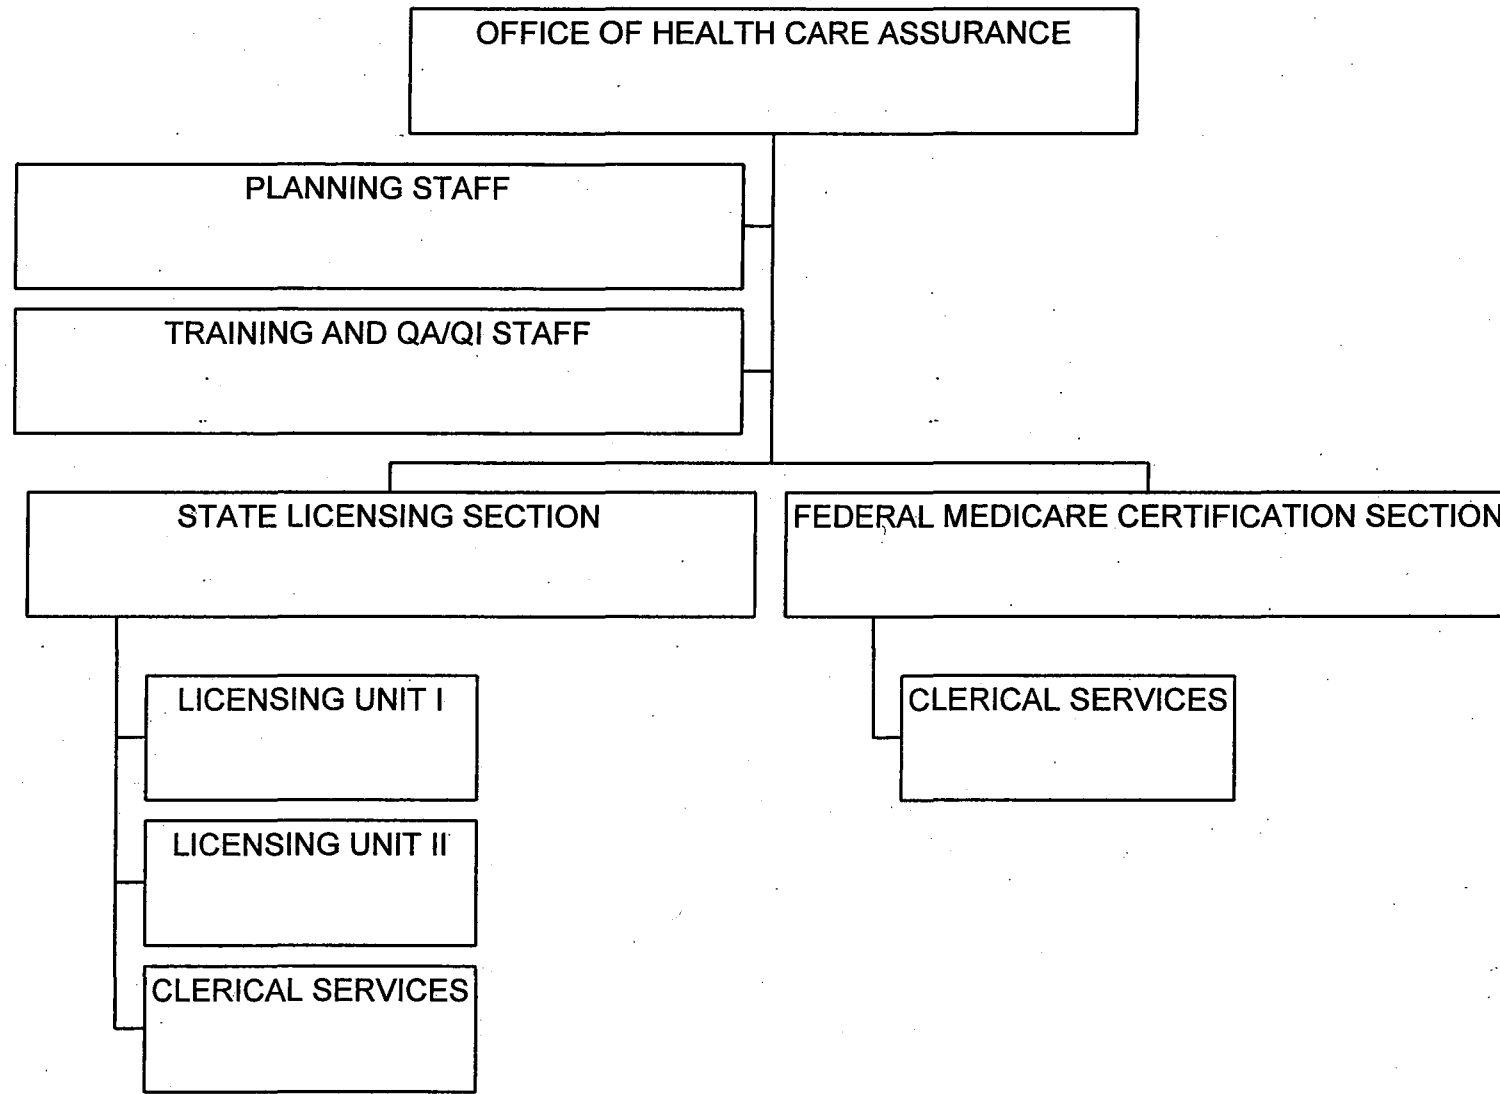 OFFICE OF HEALTH CARE ASSURANCE
PLANNING STAFF
TRAINING AND QA/QI STAFF
STATE LICENSING SECTION
FEDERAL MEDICARE CERTIFICATION SECTION
LICENSING UNIT I
CLERICAL SERVICES
LICENSING UNIT II
CLERICAL SERVICES